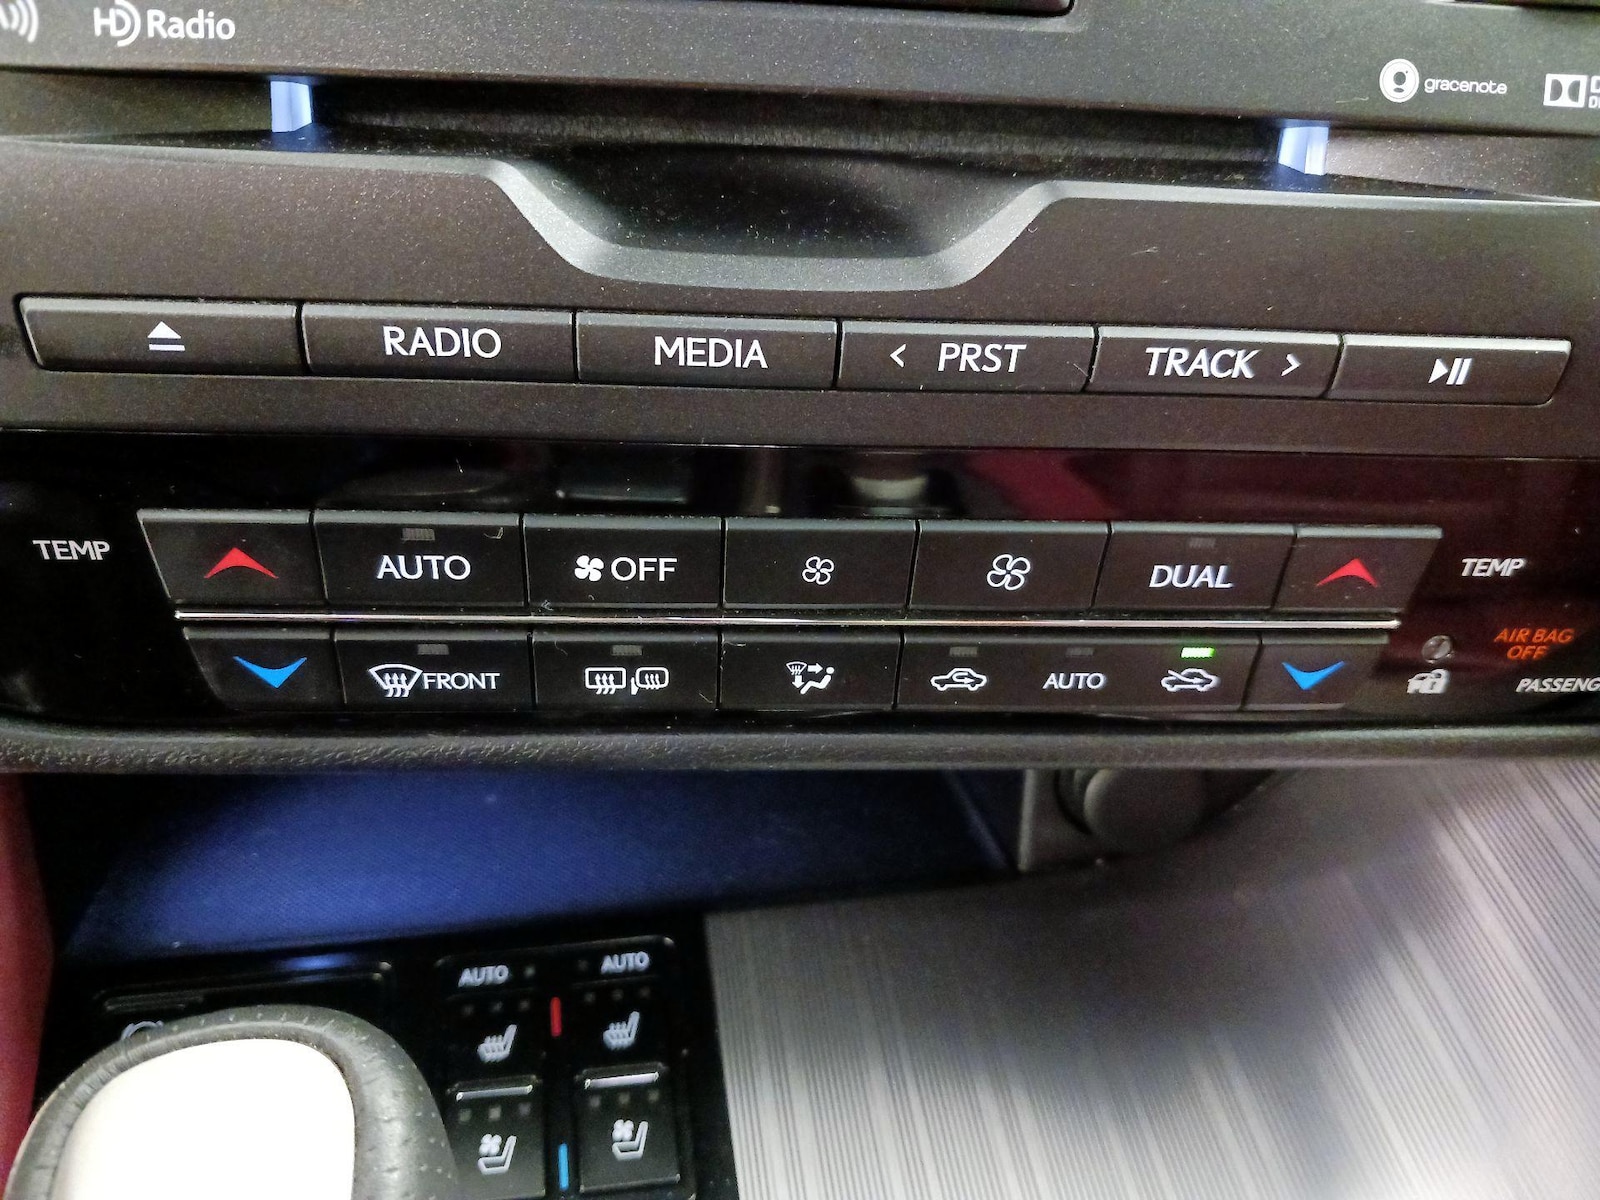 HD Radio
gracenote
RADIO
MEDIA
< PRST
TRACK >
TEMP
AUTO
OFF
DUAL
TEMP
FRONT
AUTO
AIR BAG
OFF
AUTO
AUTO